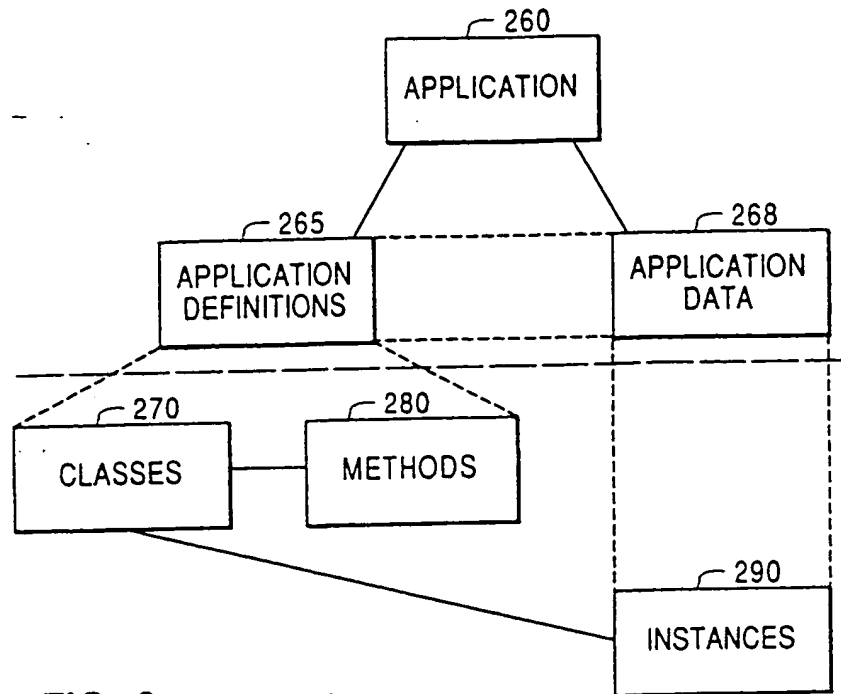 260
APPLICATION
265
268
APPLICATION
DEFINITIONS
APPLICATION
DATA
270
280
CLASSES
METHODS
290
INSTANCES